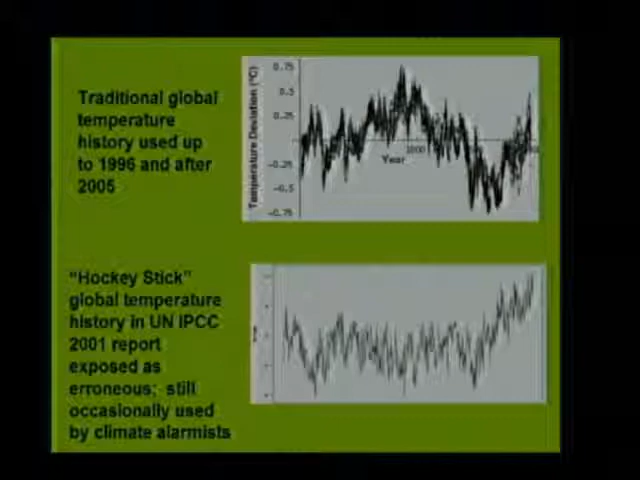 Traditional global
temperature
history used up
to 1996 and after
2005
Temperature Deviation (°C)
0.75
0.5
0.25
-0.25
-0.5
-0.75
Year
"Hockey Stick"
global temperature
history in UN IPCC
2001 report
exposed as
erroneous; still
occasionally used
by climate alarmists